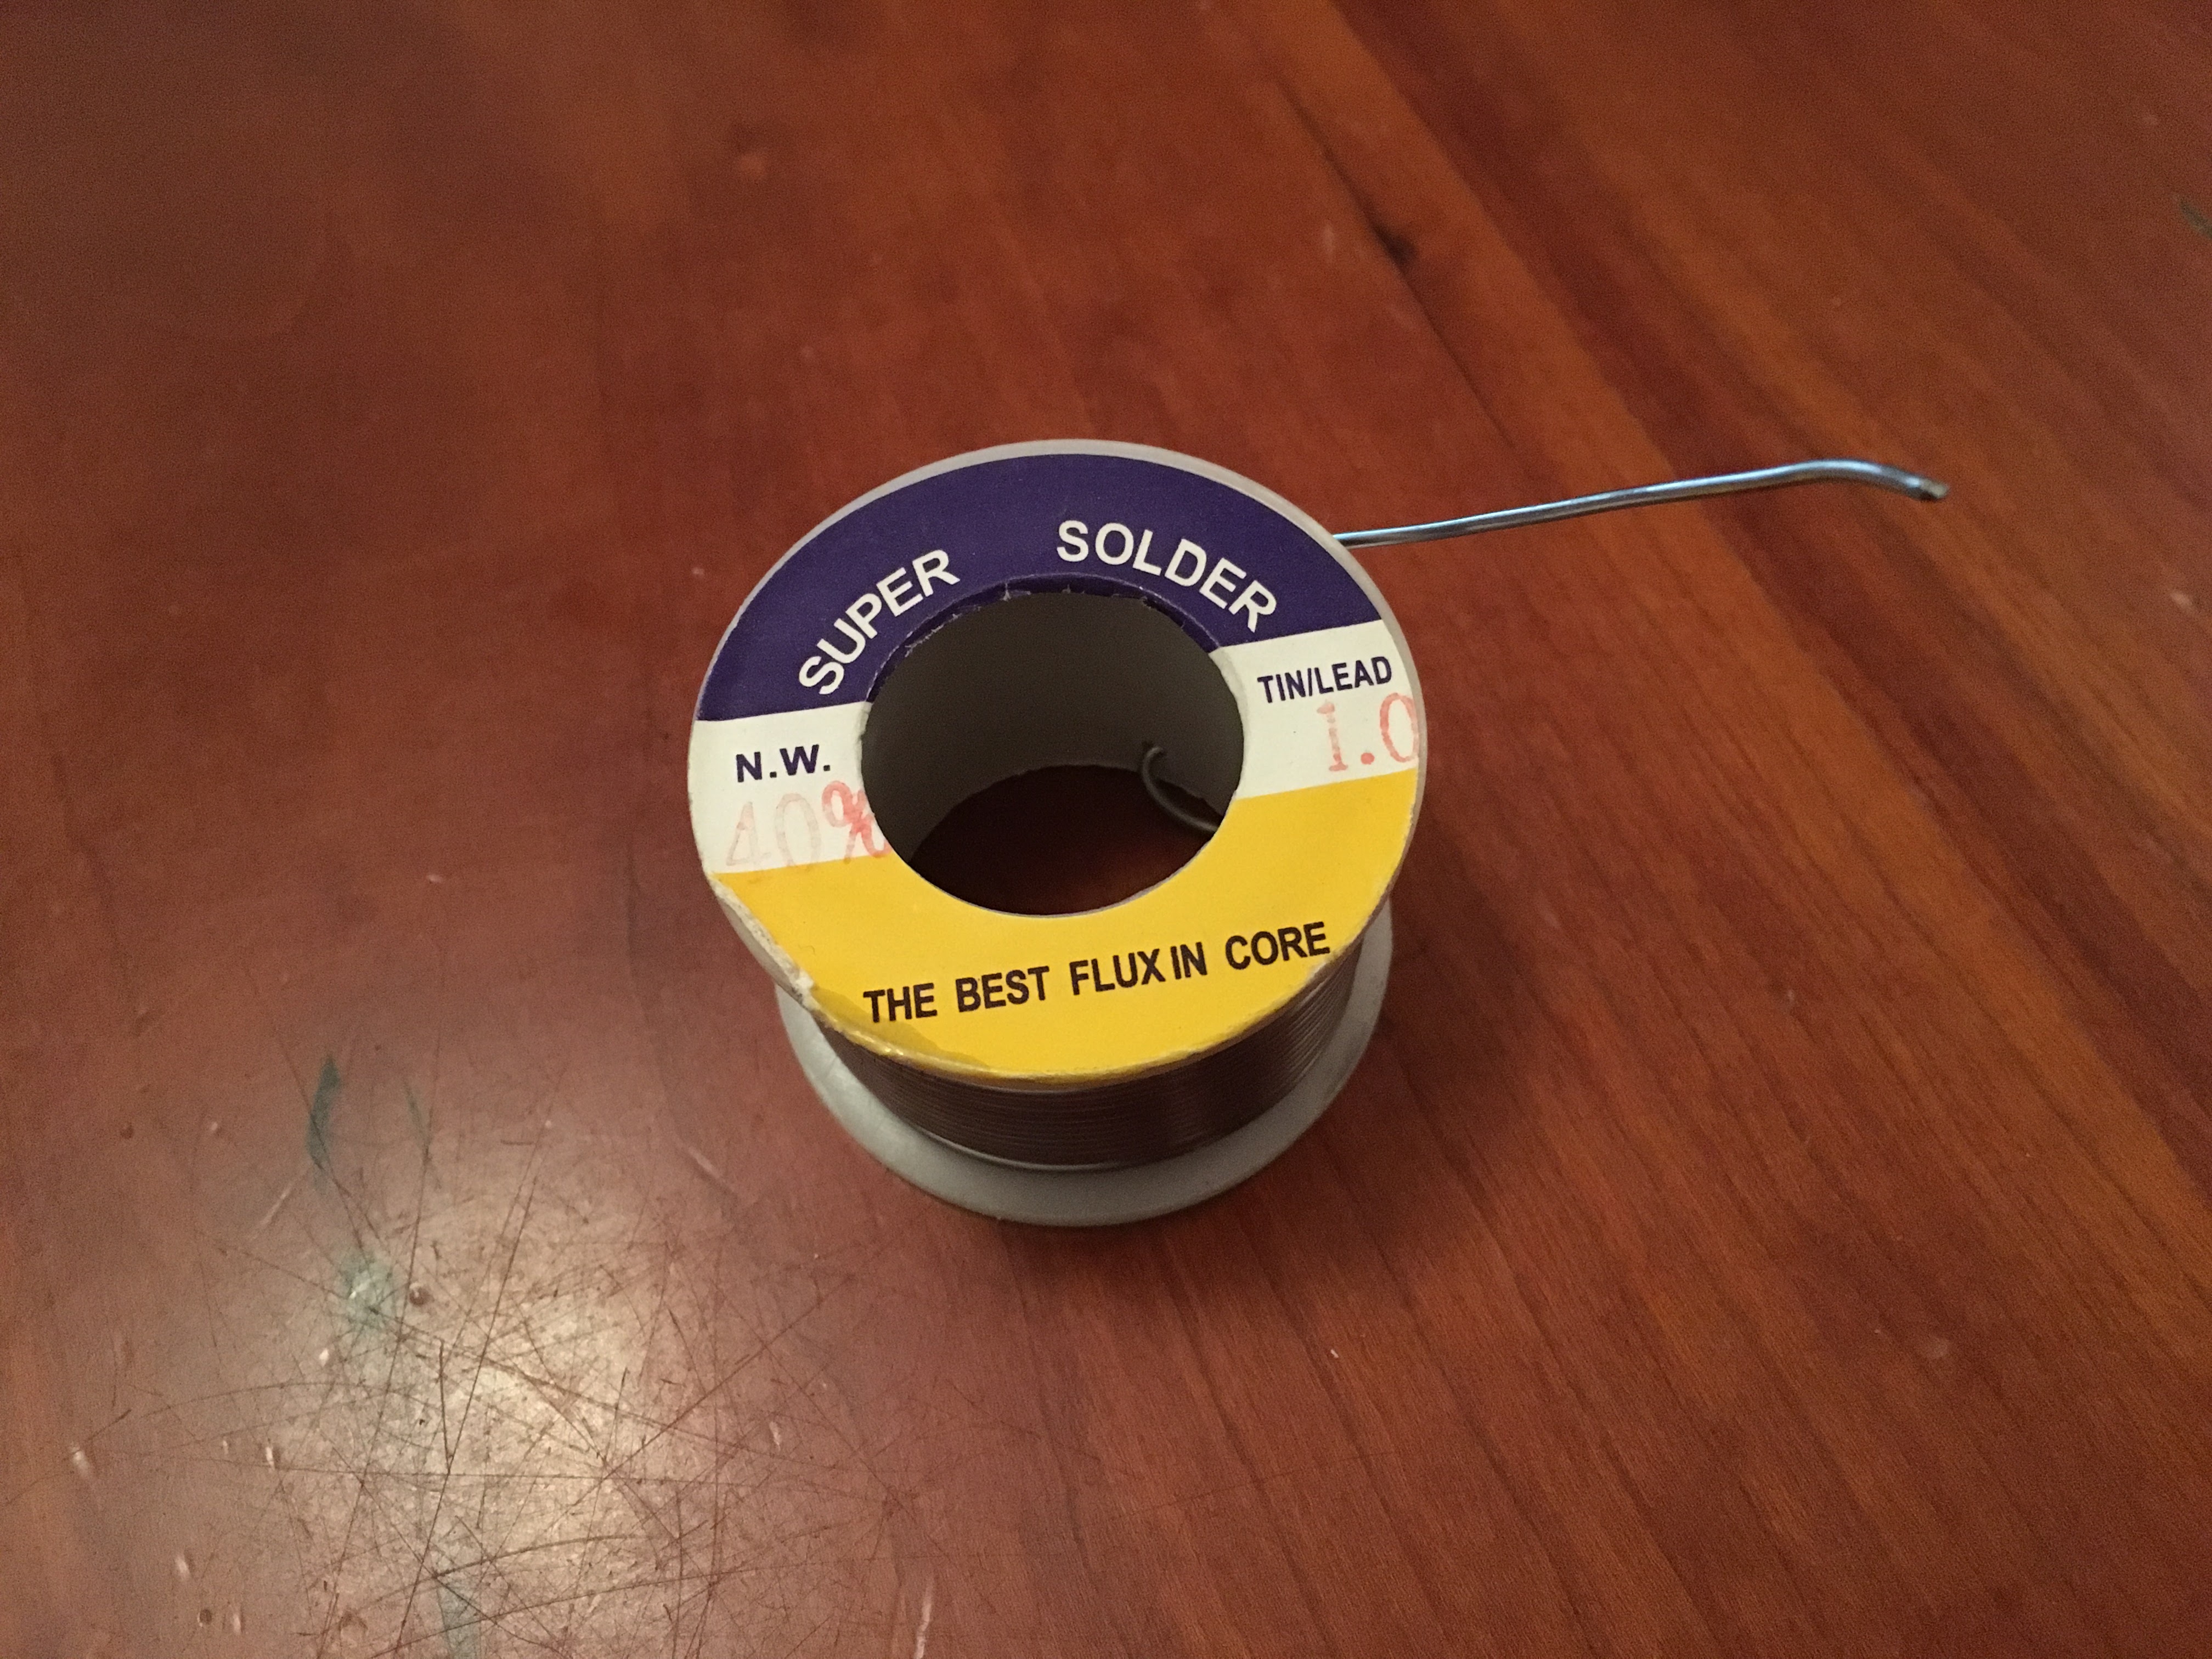 SUPER SOLDER
TIN/LEAD
1.0
N.W.
40%
THE BEST FLUX IN CORE